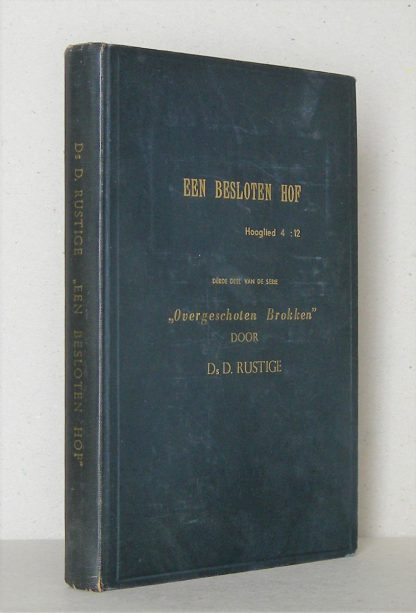 Ds D. RUSTIGE „EEN BESLOTEN HOF"
EEN BESLOTEN HOF
Hooglied 4 :12
DERDE DEEL VAN DE SERIE
„Overgeschoten Brokken"
DOOR
Ds D. RUSTIGE